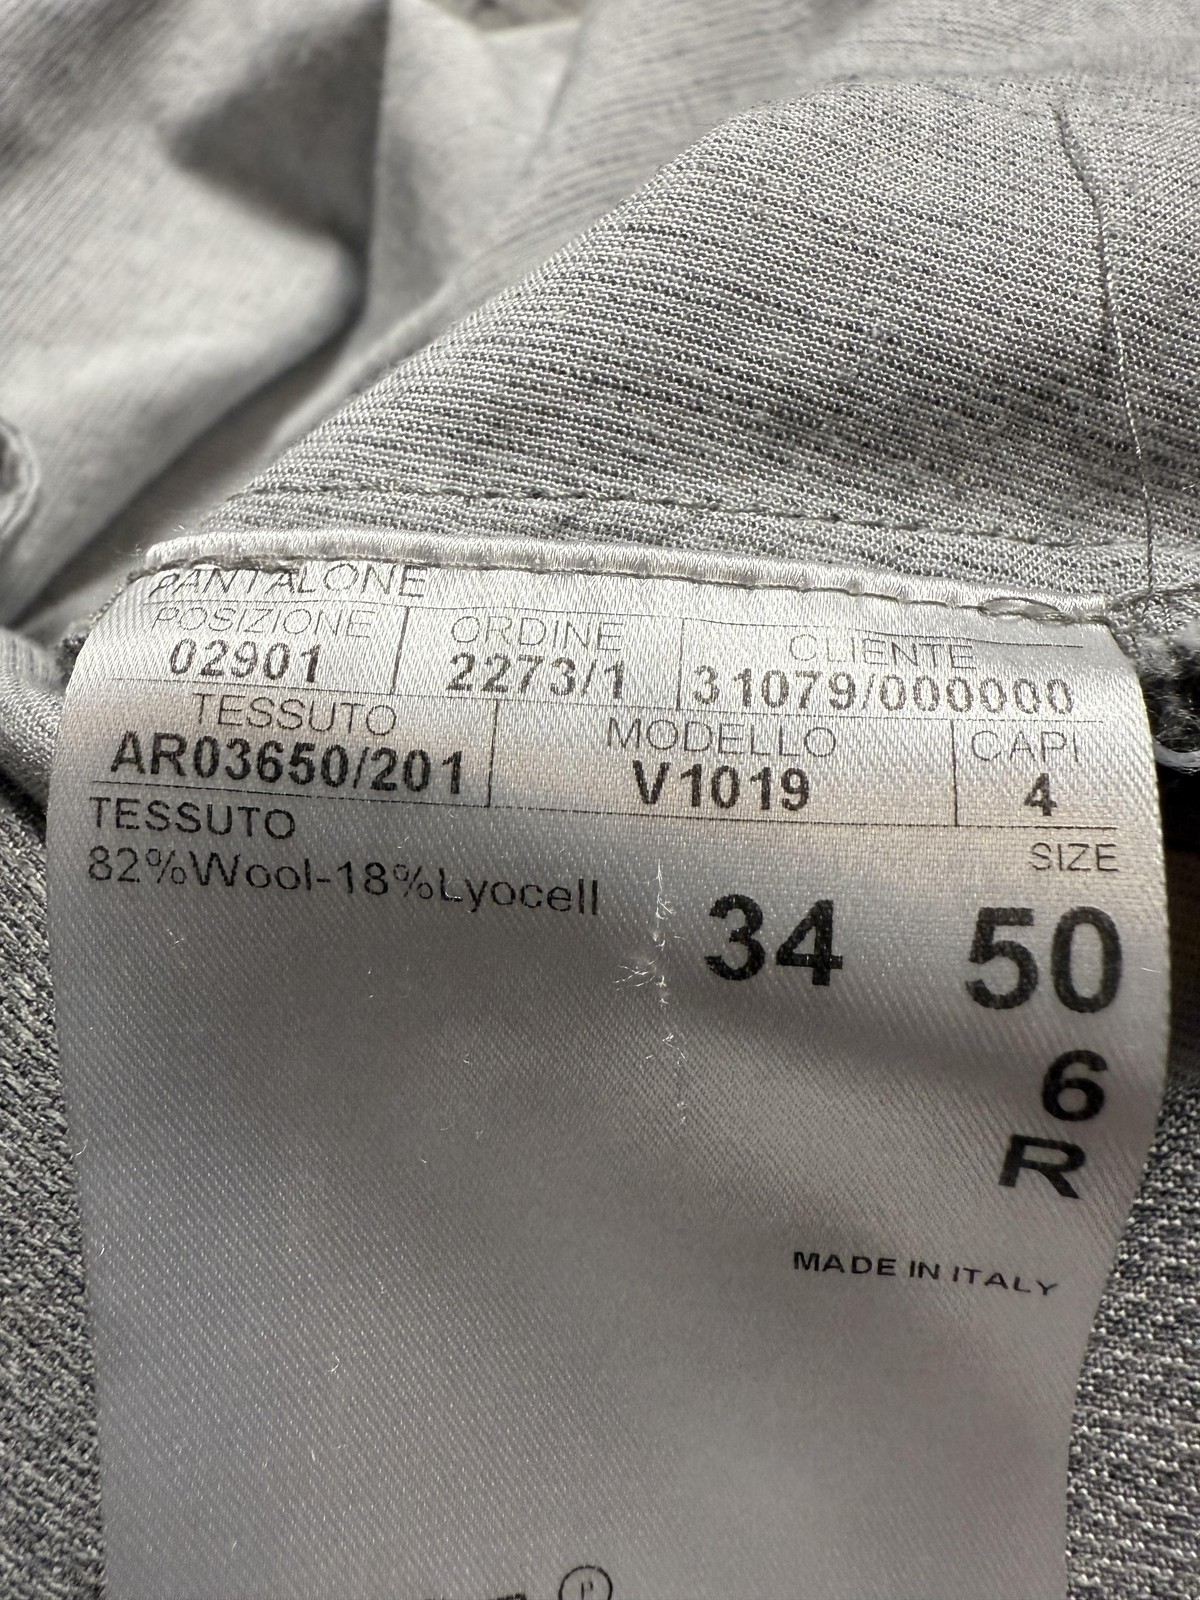 PANTALONE
POSIZIONE ORDINE CLIENTE
02901 2273/1 31079/000000
TESSUTO MODELLO CAPI
AR03650/201 V1019 4
TESSUTO
SIZE
82%Wool-18%Lyocell
34 50
6
R
MADE IN ITALY
P